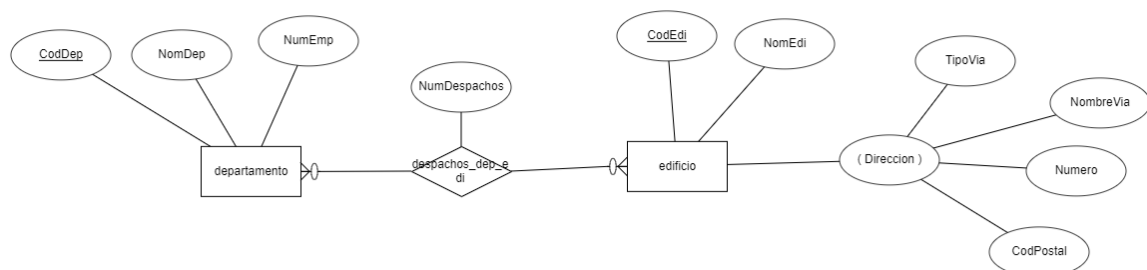 CodDep
NomDep
NumEmp
NumDespachos
departamento
despachos_dep_e
di
CodEdi
NomEdi
edificio
( Direccion )
TipoVia
NombreVia
Numero
CodPostal